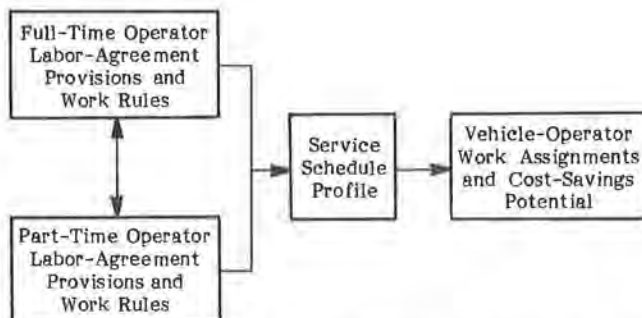 Full-Time Operator
Labor-Agreement
Provisions and
Work Rules
Service
Schedule
Profile
Vehicle-Operator
Work Assignments
and Cost-Savings
Potential
Part-Time Operator
Labor-Agreement
Provisions and
Work Rules